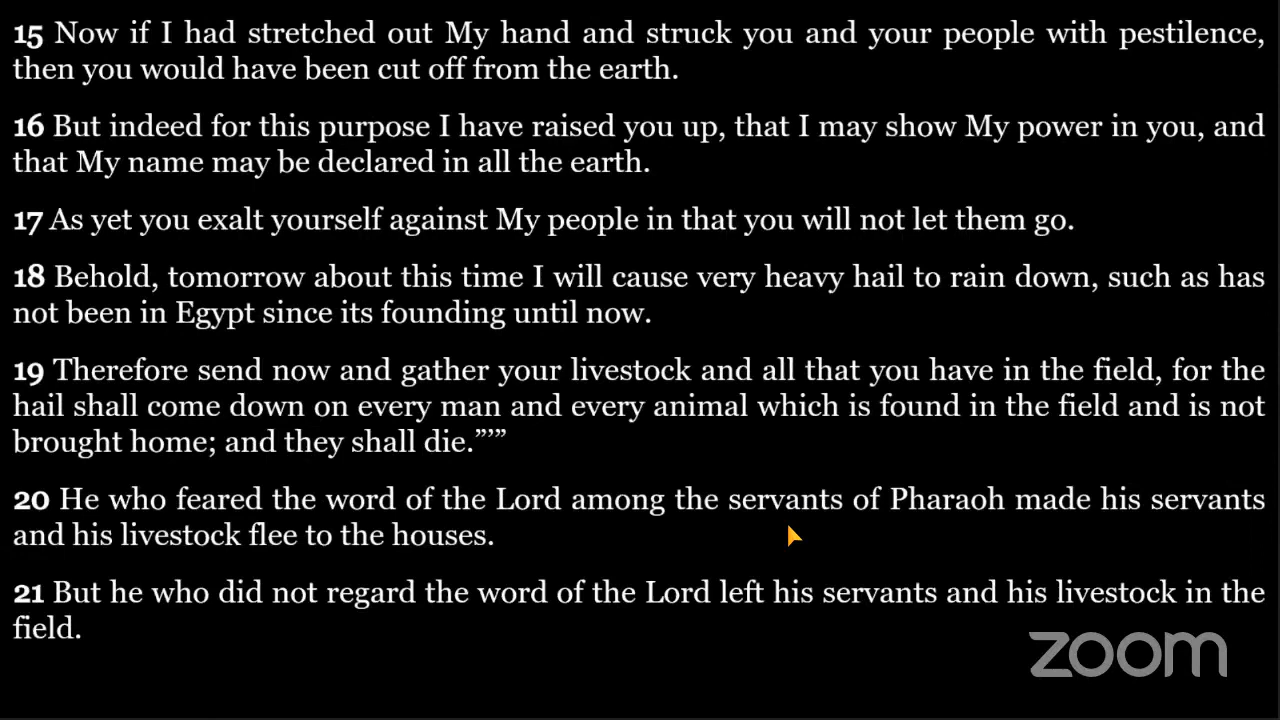 15 Now if I had stretched out My hand and struck you and your people with pestilence,
then you would have been cut off from the earth.
16 But indeed for this purpose I have raised you up, that I may show My power in you, and
that My name may be declared in all the earth.
17 As yet you exalt yourself against My people in that you will not let them go.
18 Behold, tomorrow about this time I will cause very heavy hail to rain down, such as has
not been in Egypt since its founding until now.
19 Therefore send now and gather your livestock and all that you have in the field, for the
hail shall come down on every man and every animal which is found in the field and is not
brought home; and they shall die.”’”
20 He who feared the word of the Lord among the servants of Pharaoh made his servants
and his livestock flee to the houses.
21 But he who did not regard the word of the Lord left his servants and his livestock in the
field.
zoom